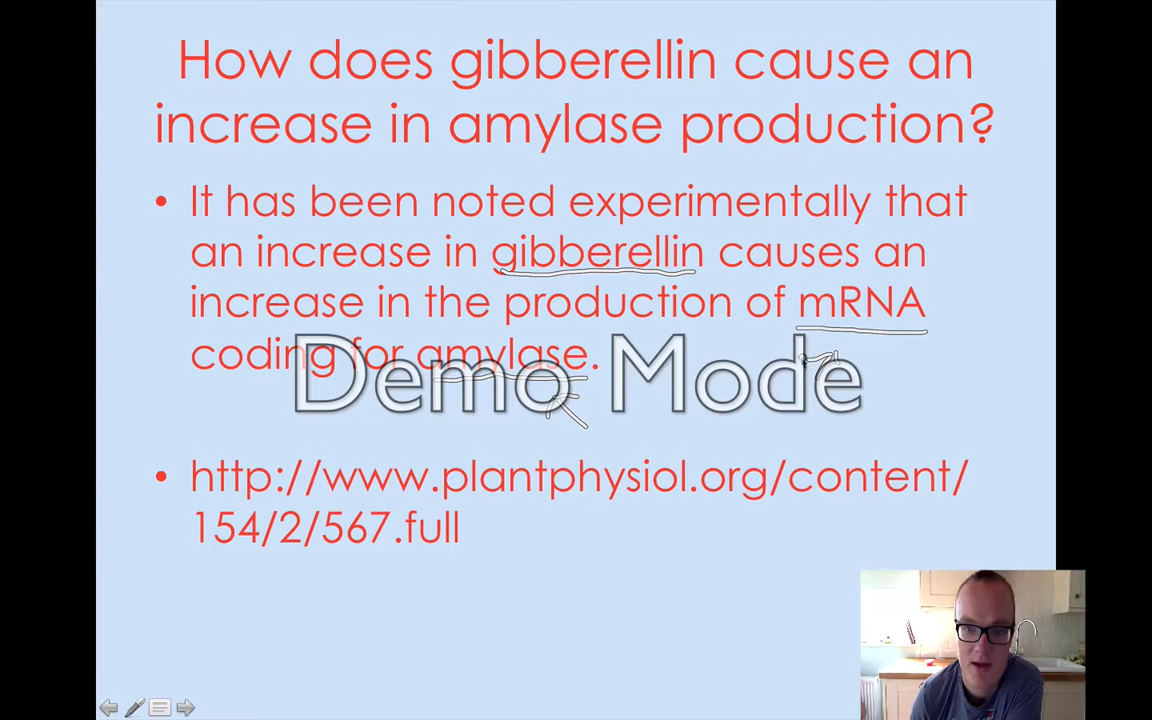 How does gibberellin cause an
increase in amylase production?
• It has been noted experimentally that
an increase in gibberellin causes an
increase in the production of mRNA
coding for amylase.
Demo Mode
• http://www.plantphysiol.org/content/
154/2/567.full